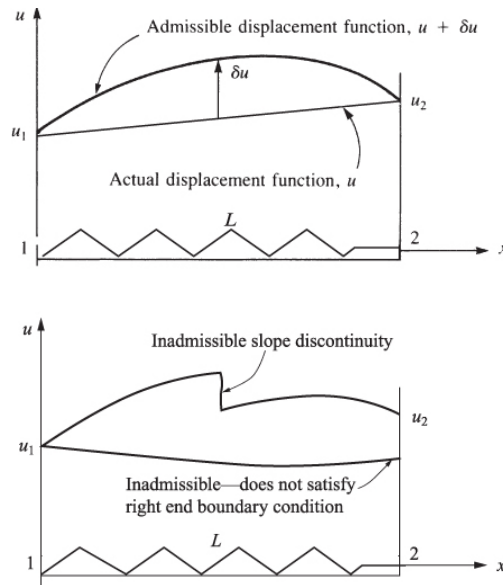 u
Admissible displacement function, u + δu
δu
u₁
u₂
Actual displacement function, u
L
1
2
x
u
Inadmissible slope discontinuity
u₁
u₂
Inadmissible—does not satisfy
right end boundary condition
L
1
2
x